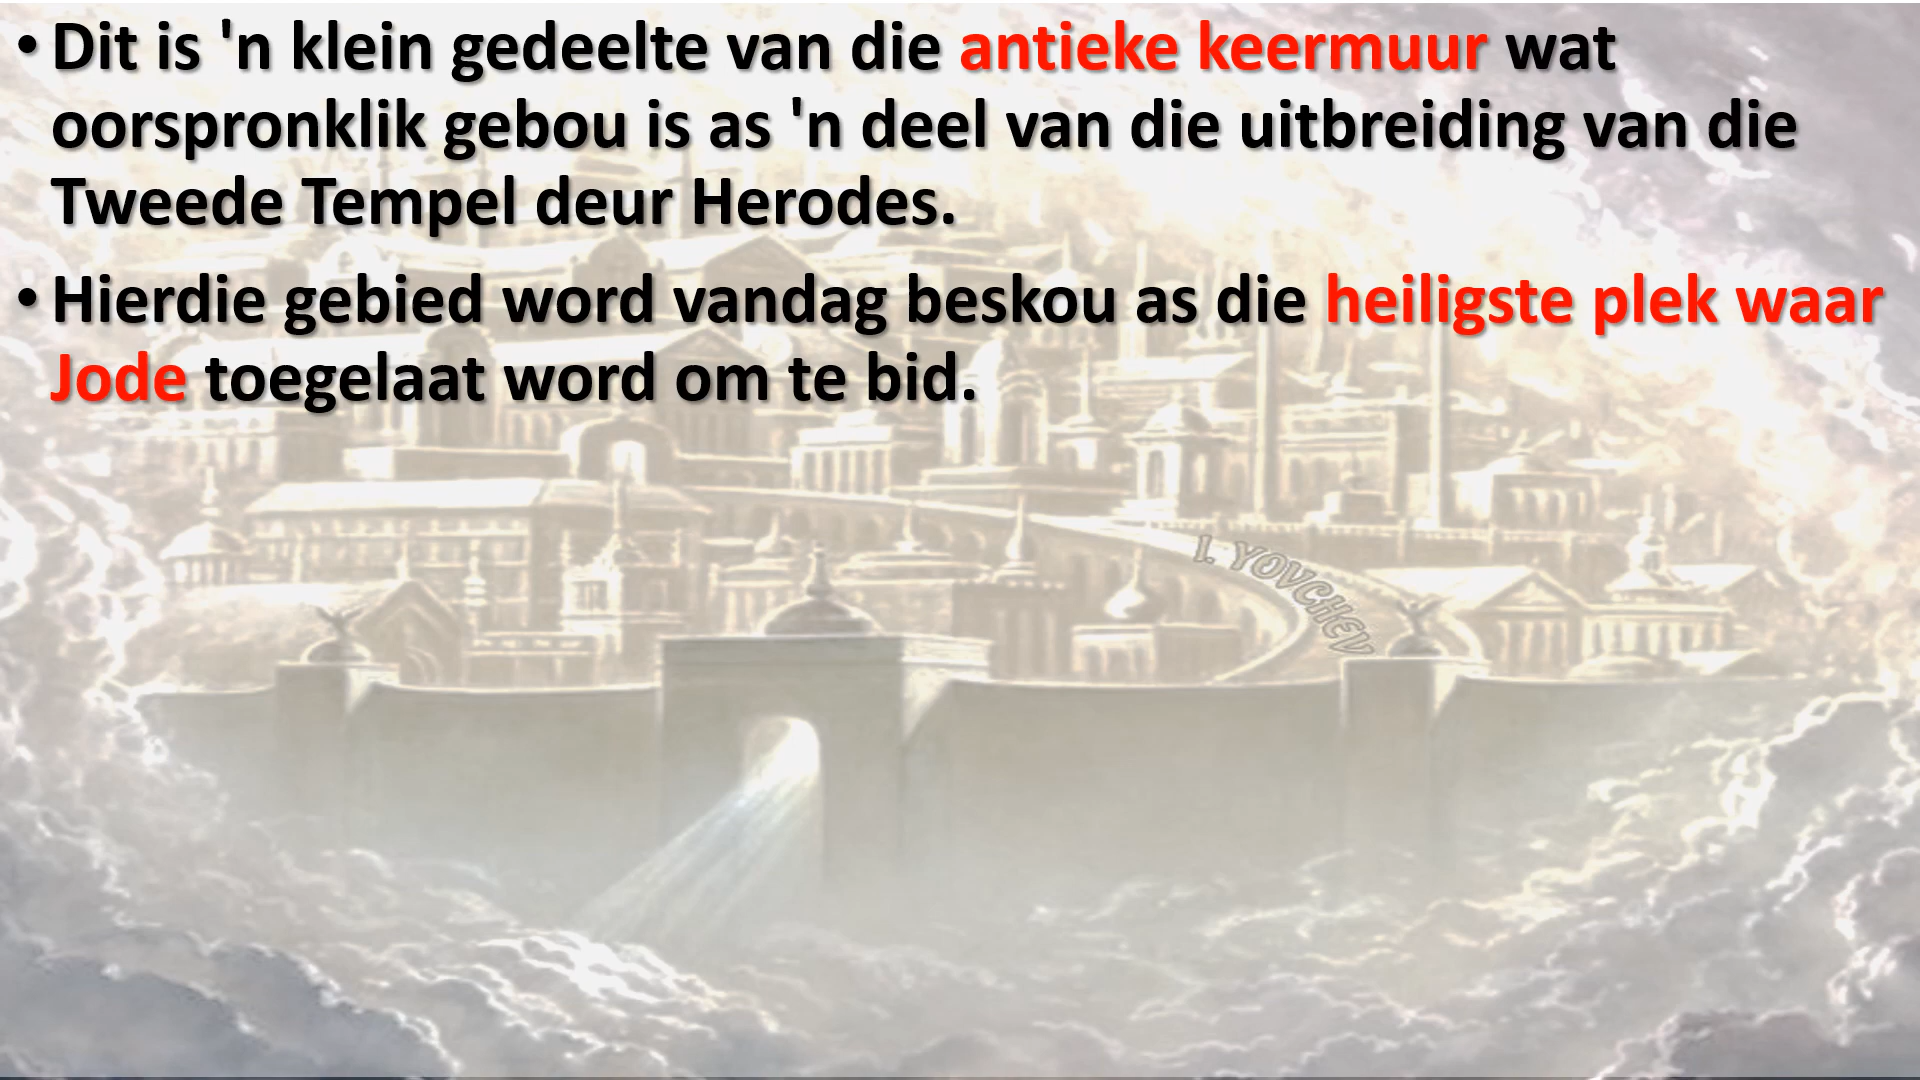 • Dit is 'n klein gedeelte van die antieke keermuur wat
oorspronklik gebou is as 'n deel van die uitbreiding van die
Tweede Tempel deur Herodes.
• Hierdie gebied word vandag beskou as die heiligste plek waar
Jode toegelaat word om te bid.
I. YOVCHEV